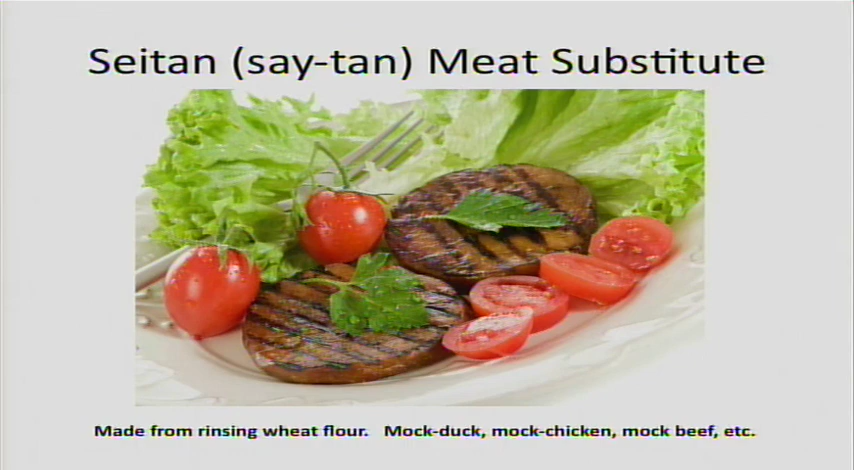 Seitan (say-tan) Meat Substitute
Made from rinsing wheat flour. Mock-duck, mock-chicken, mock beef, etc.